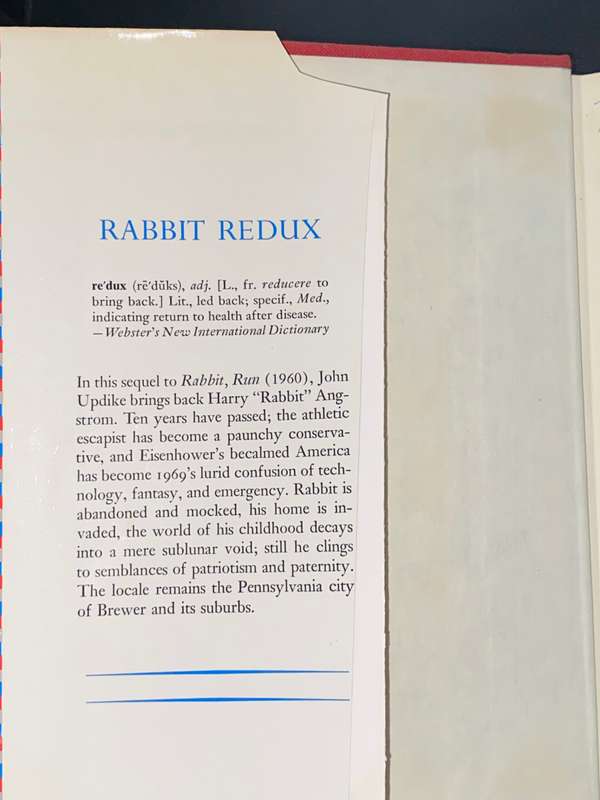 RABBIT REDUX
re′dux (rē′dŭks), adj. [L., fr. reducere to
bring back.] Lit., led back; specif., Med.,
indicating return to health after disease.
—Webster's New International Dictionary
In this sequel to Rabbit, Run (1960), John
Updike brings back Harry “Rabbit” Ang-
strom. Ten years have passed; the athletic
escapist has become a paunchy conserva-
tive, and Eisenhower's becalmed America
has become 1969's lurid confusion of tech-
nology, fantasy, and emergency. Rabbit is
abandoned and mocked, his home is in-
vaded, the world of his childhood decays
into a mere sublunar void; still he clings
to semblances of patriotism and paternity.
The locale remains the Pennsylvania city
of Brewer and its suburbs.